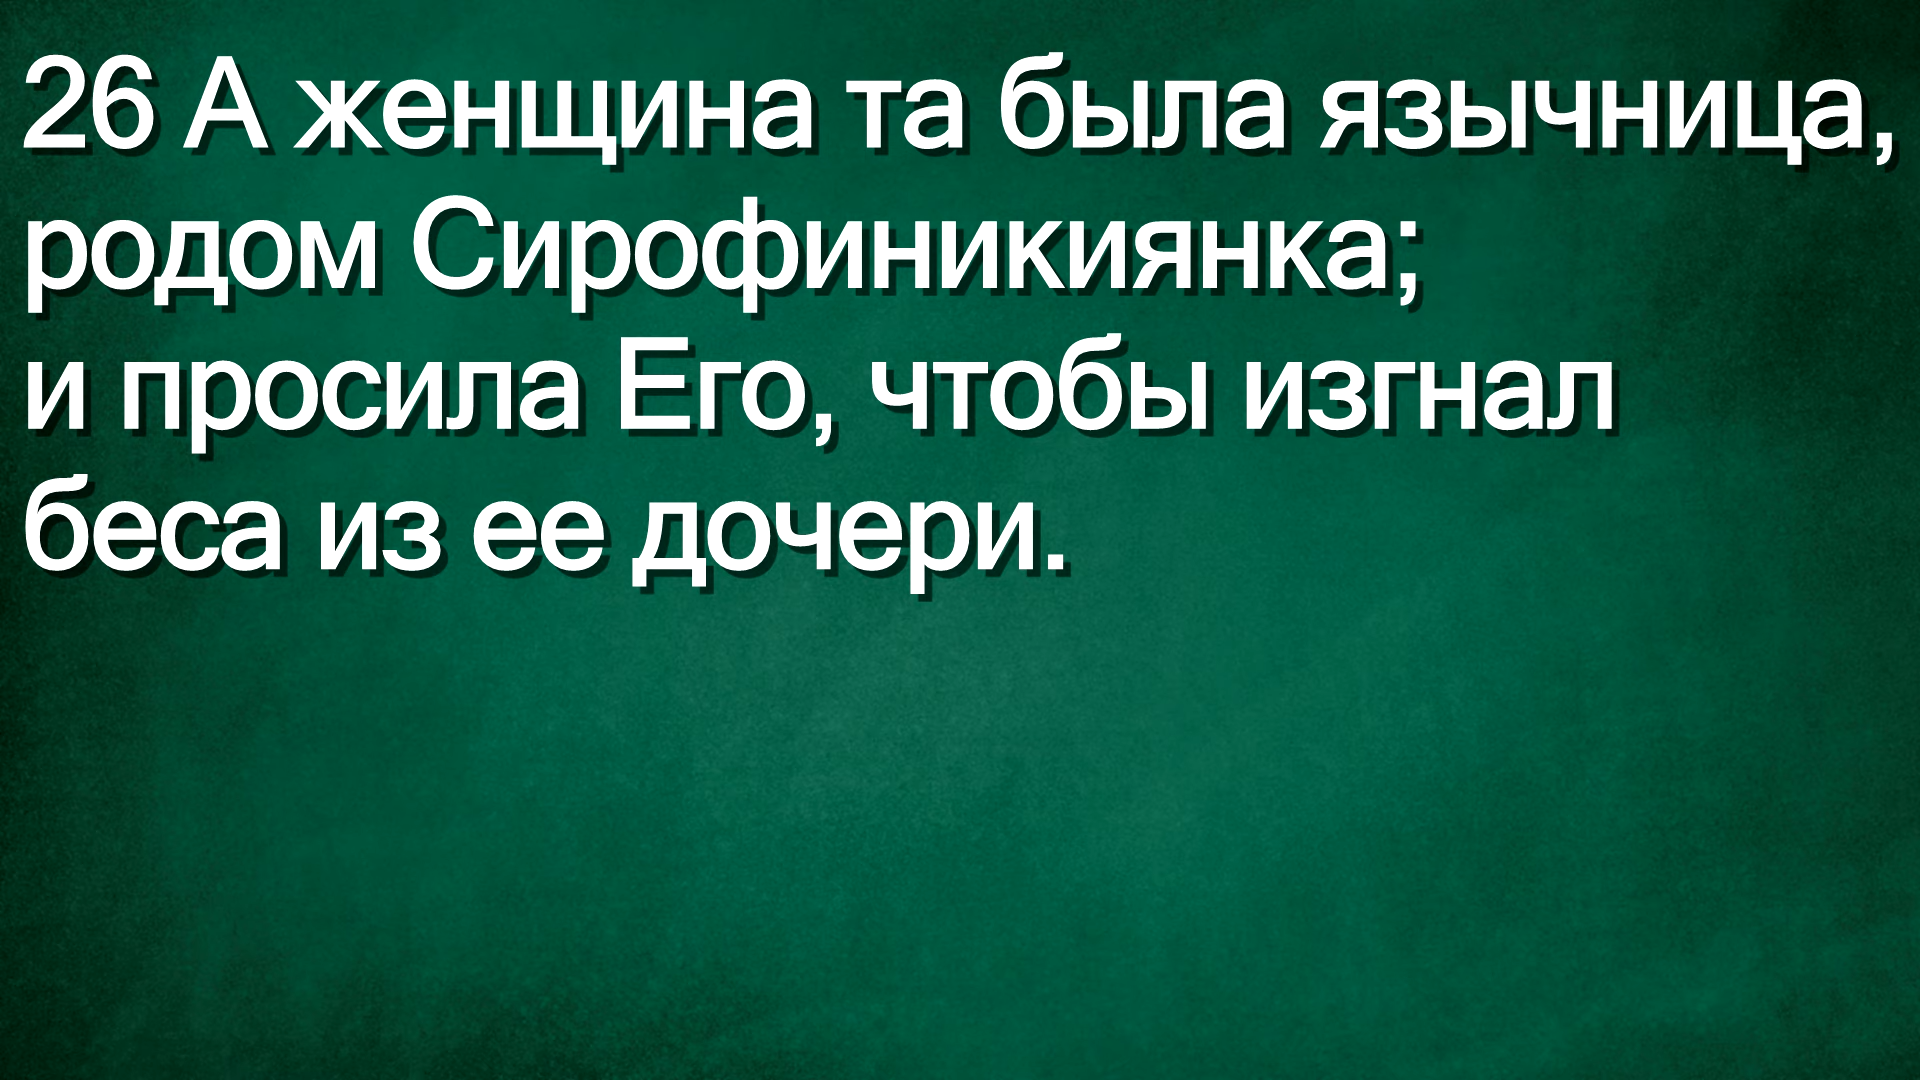 26 А женщина та была язычница,
родом Сирофиникиянка;
и просила Его, чтобы изгнал
беса из ее дочери.